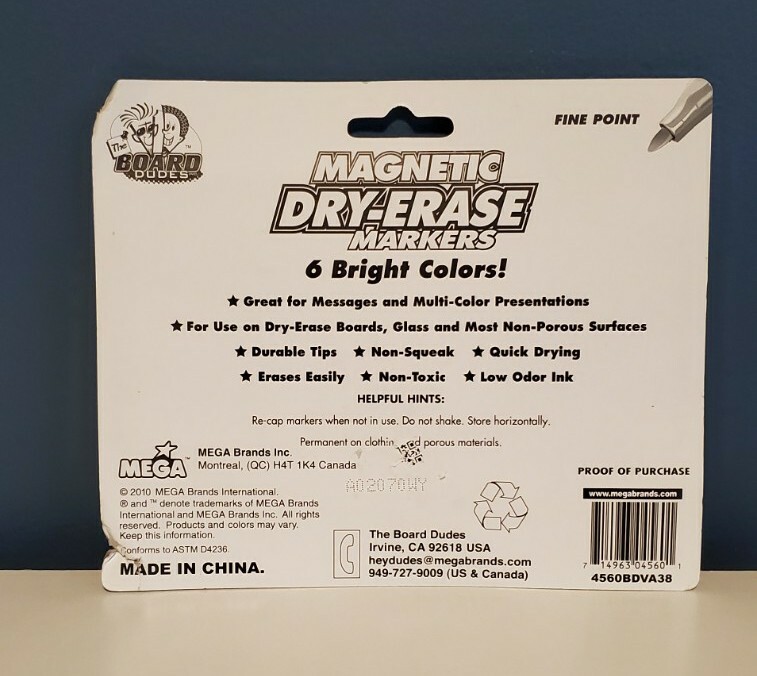 The
BOARD
DUDES™
FINE POINT
MAGNETIC
DRY-ERASE
MARKERS
6 Bright Colors!
★ Great for Messages and Multi-Color Presentations
★ For Use on Dry-Erase Boards, Glass and Most Non-Porous Surfaces
★ Durable Tips ★ Non-Squeak ★ Quick Drying
★ Erases Easily ★ Non-Toxic ★ Low Odor Ink
HELPFUL HINTS:
Re-cap markers when not in use. Do not shake. Store horizontally.
Permanent on clothin nd porous materials.
MEGA™
MEGA Brands Inc.
Montreal, (QC) H4T 1K4 Canada
A02070WY
© 2010 MEGA Brands International.
® and ™ denote trademarks of MEGA Brands
International and MEGA Brands Inc. All rights
reserved. Products and colors may vary.
Keep this information.
Conforms to ASTM D4236.
MADE IN CHINA.
The Board Dudes
Irvine, CA 92618 USA
heydudes@megabrands.com
949-727-9009 (US & Canada)
PROOF OF PURCHASE
www.megabrands.com
7 14963 04560 1
4560BDVA38